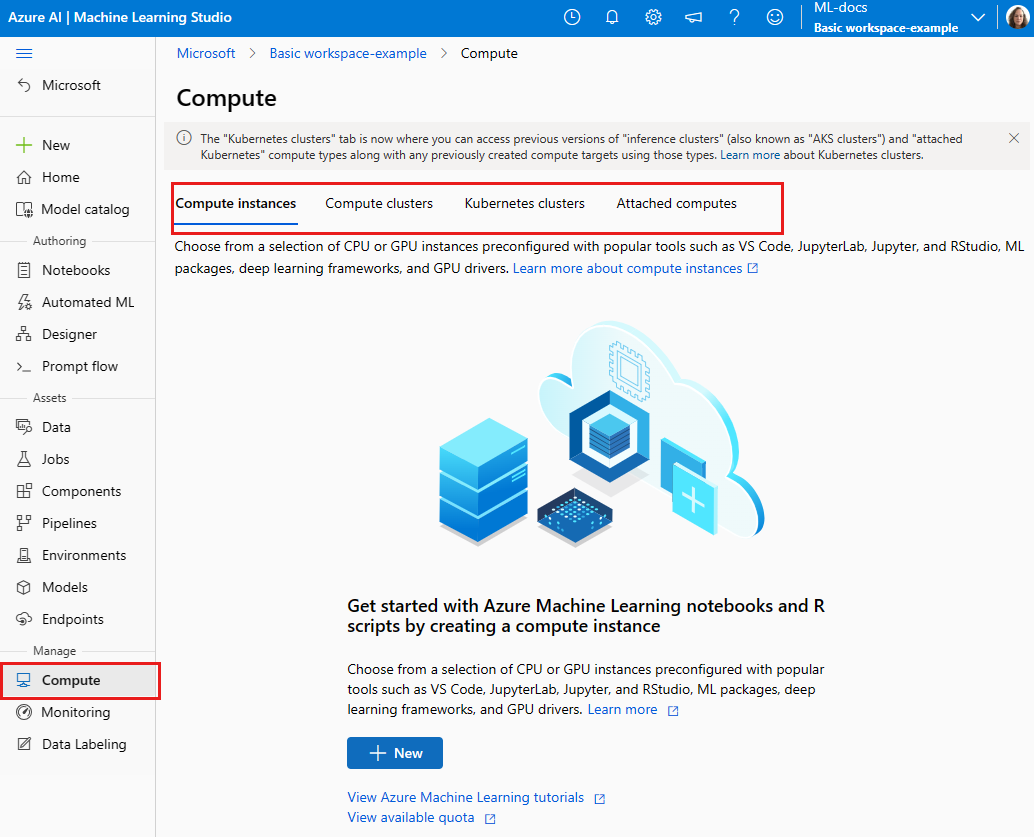 Azure AI | Machine Learning Studio
ML-docs
Basic workspace-example
Microsoft
New
Home
Model catalog
Authoring
Notebooks
Automated ML
Designer
Prompt flow
Assets
Data
Jobs
Components
Pipelines
Environments
Models
Endpoints
Manage
Compute
Monitoring
Data Labeling
Microsoft > Basic workspace-example > Compute
Compute
The "Kubernetes clusters" tab is now where you can access previous versions of "inference clusters" (also known as "AKS clusters") and "attached
Kubernetes" compute types along with any previously created compute targets using those types. Learn more about Kubernetes clusters.
Compute instances Compute clusters Kubernetes clusters Attached computes
Choose from a selection of CPU or GPU instances preconfigured with popular tools such as VS Code, JupyterLab, Jupyter, and RStudio, ML
packages, deep learning frameworks, and GPU drivers. Learn more about compute instances
Get started with Azure Machine Learning notebooks and R
scripts by creating a compute instance
Choose from a selection of CPU or GPU instances preconfigured with popular
tools such as VS Code, JupyterLab, Jupyter, and RStudio, ML packages, deep
learning frameworks, and GPU drivers. Learn more
New
View Azure Machine Learning tutorials
View available quota